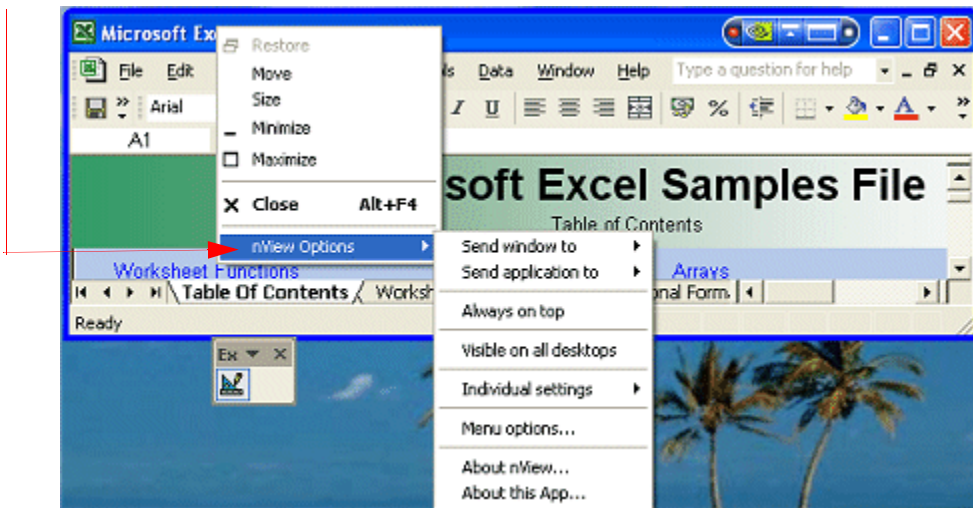 Microsoft Ex
Restore
Move
Size
Minimize
Maximize
Close Alt+F4
nView Options
File Edit
ls Data Window Help Type a question for help
Arial
I U
%
A
A1
soft Excel Samples File
Table of Contents
Worksheet Functions
Arrays
Table Of Contents Worksh
onal Form
Ready
Ex
Send window to
Send application to
Always on top
Visible on all desktops
Individual settings
Menu options...
About nView...
About this App...